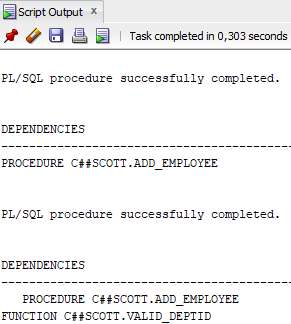 Script Output x
Task completed in 0,303 seconds
PL/SQL procedure successfully completed.
DEPENDENCIES
--------------------------------------------
PROCEDURE C##SCOTT.ADD_EMPLOYEE
PL/SQL procedure successfully completed.
DEPENDENCIES
--------------------------------------------
PROCEDURE C##SCOTT.ADD_EMPLOYEE
FUNCTION C##SCOTT.VALID_DEPTID